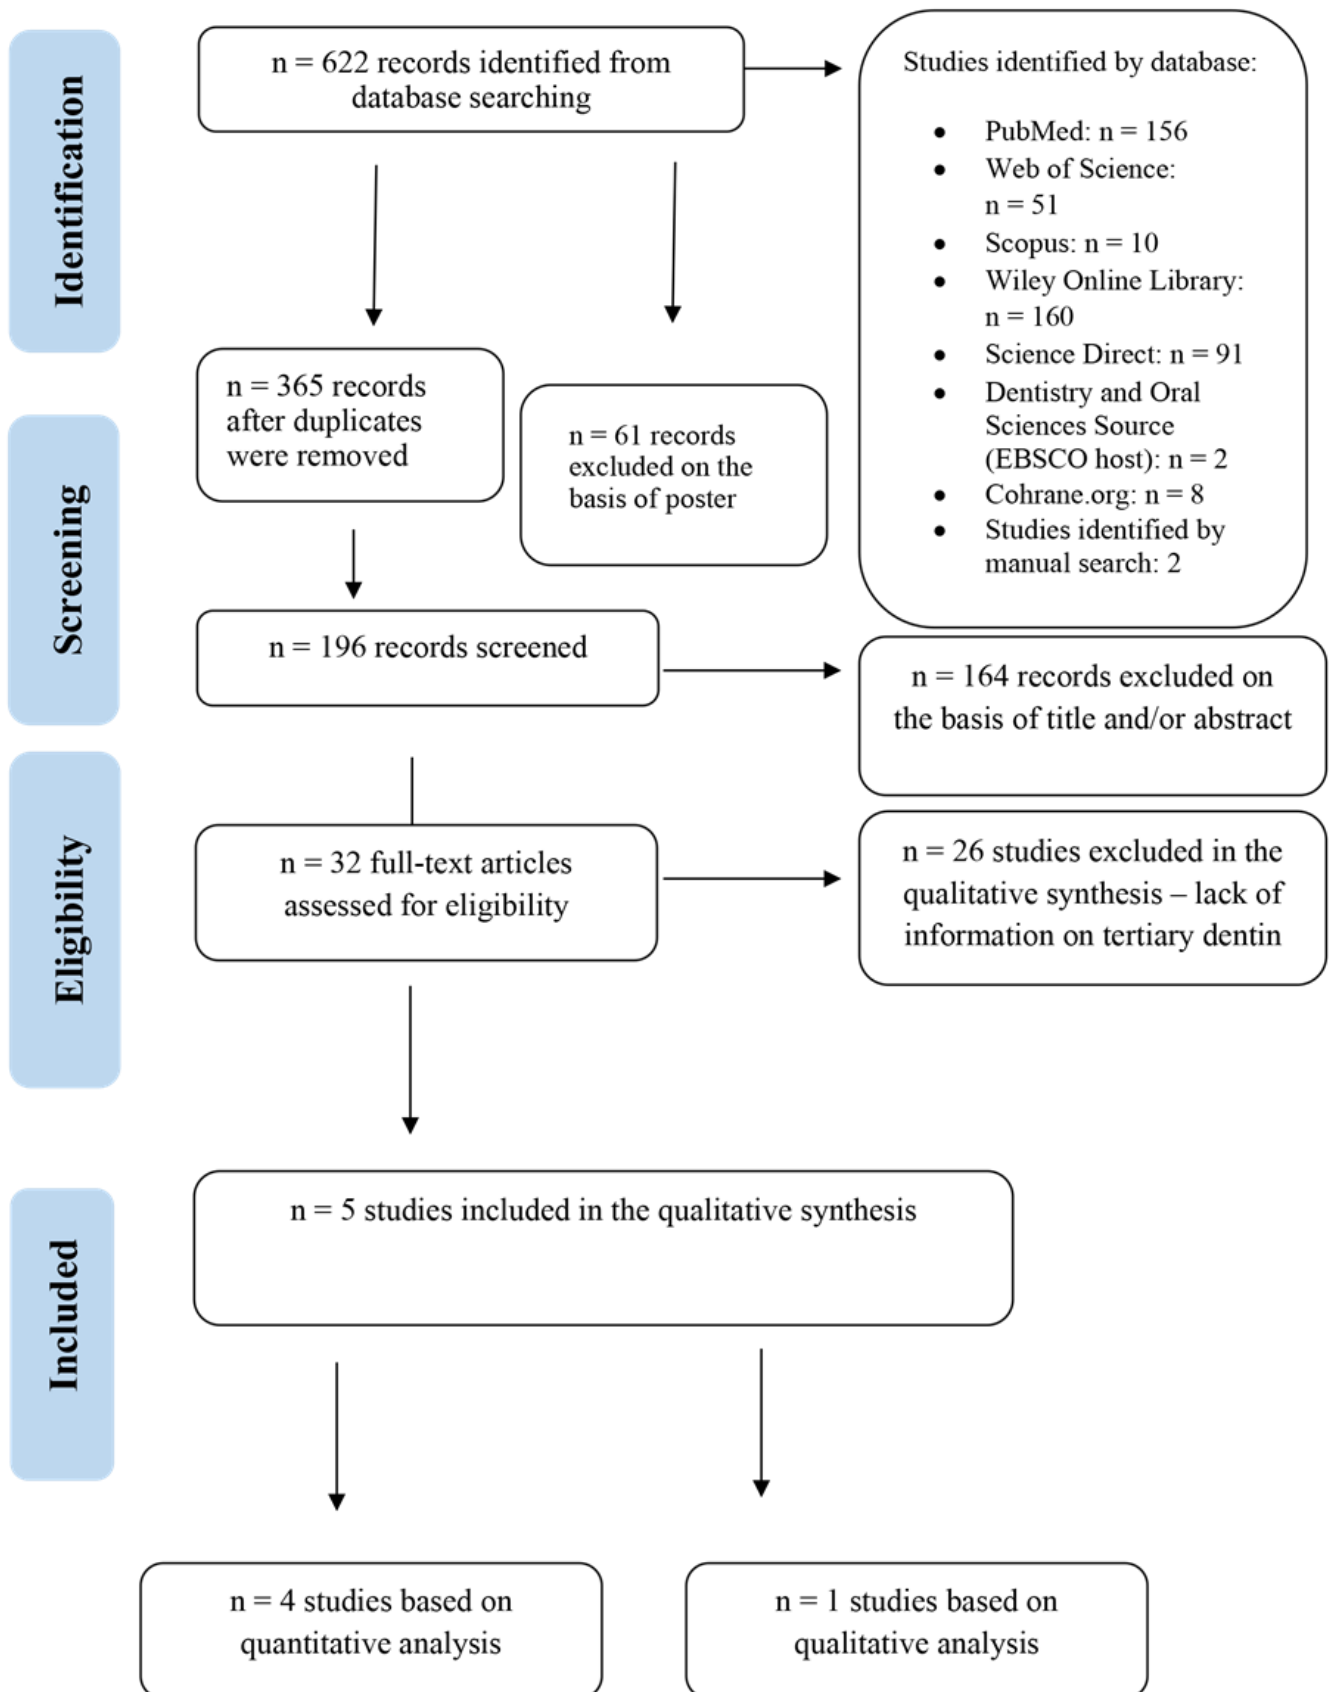 Identification
n = 622 records identified from
database searching
Studies identified by database:
● PubMed: n = 156
● Web of Science:
n = 51
● Scopus: n = 10
● Wiley Online Library:
n = 160
● Science Direct: n = 91
● Dentistry and Oral
Sciences Source
(EBSCO host): n = 2
● Cohrane.org: n = 8
● Studies identified by
manual search: 2
n = 365 records
after duplicates
were removed
n = 61 records
excluded on the
basis of poster
Screening
n = 196 records screened
n = 164 records excluded on
the basis of title and/or abstract
Eligibility
n = 32 full-text articles
assessed for eligibility
n = 26 studies excluded in the
qualitative synthesis – lack of
information on tertiary dentin
Included
n = 5 studies included in the qualitative synthesis
n = 4 studies based on
quantitative analysis
n = 1 studies based on
qualitative analysis